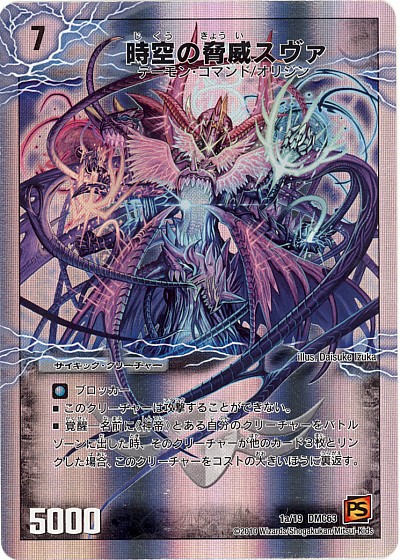 7
じくう きょうい
時空の脅威スヴァ
デーモン・コマンド/オリジン
サイキック・クリーチャー
illus. Daisuke Izuka
ブロッカー
■ このクリーチャーは攻撃することができない。
■ 覚醒−名前に《神帝》とある自分のクリーチャーをバトル
ゾーンに出した時、そのクリーチャーが他のカード3枚とリン
クした場合、このクリーチャーをコストの大きいほうに裏返す。
5000
1a/19 DMC63
PS
©2010 Wizards/Shogakukan/Mitsui-Kids